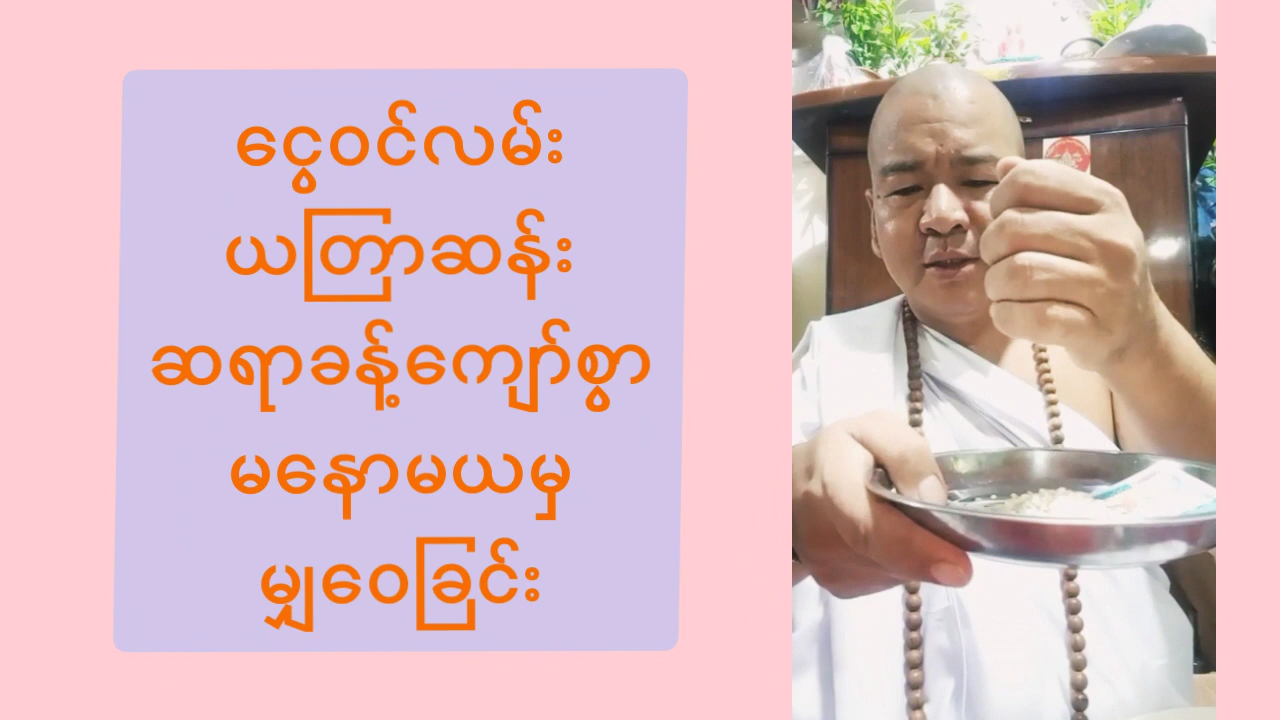 ငွေဝင်လမ်း
ယတြာဆန်း
ဆရာခန့်ကျော်စွာ
မနောမယမှ
မျှဝေခြင်း